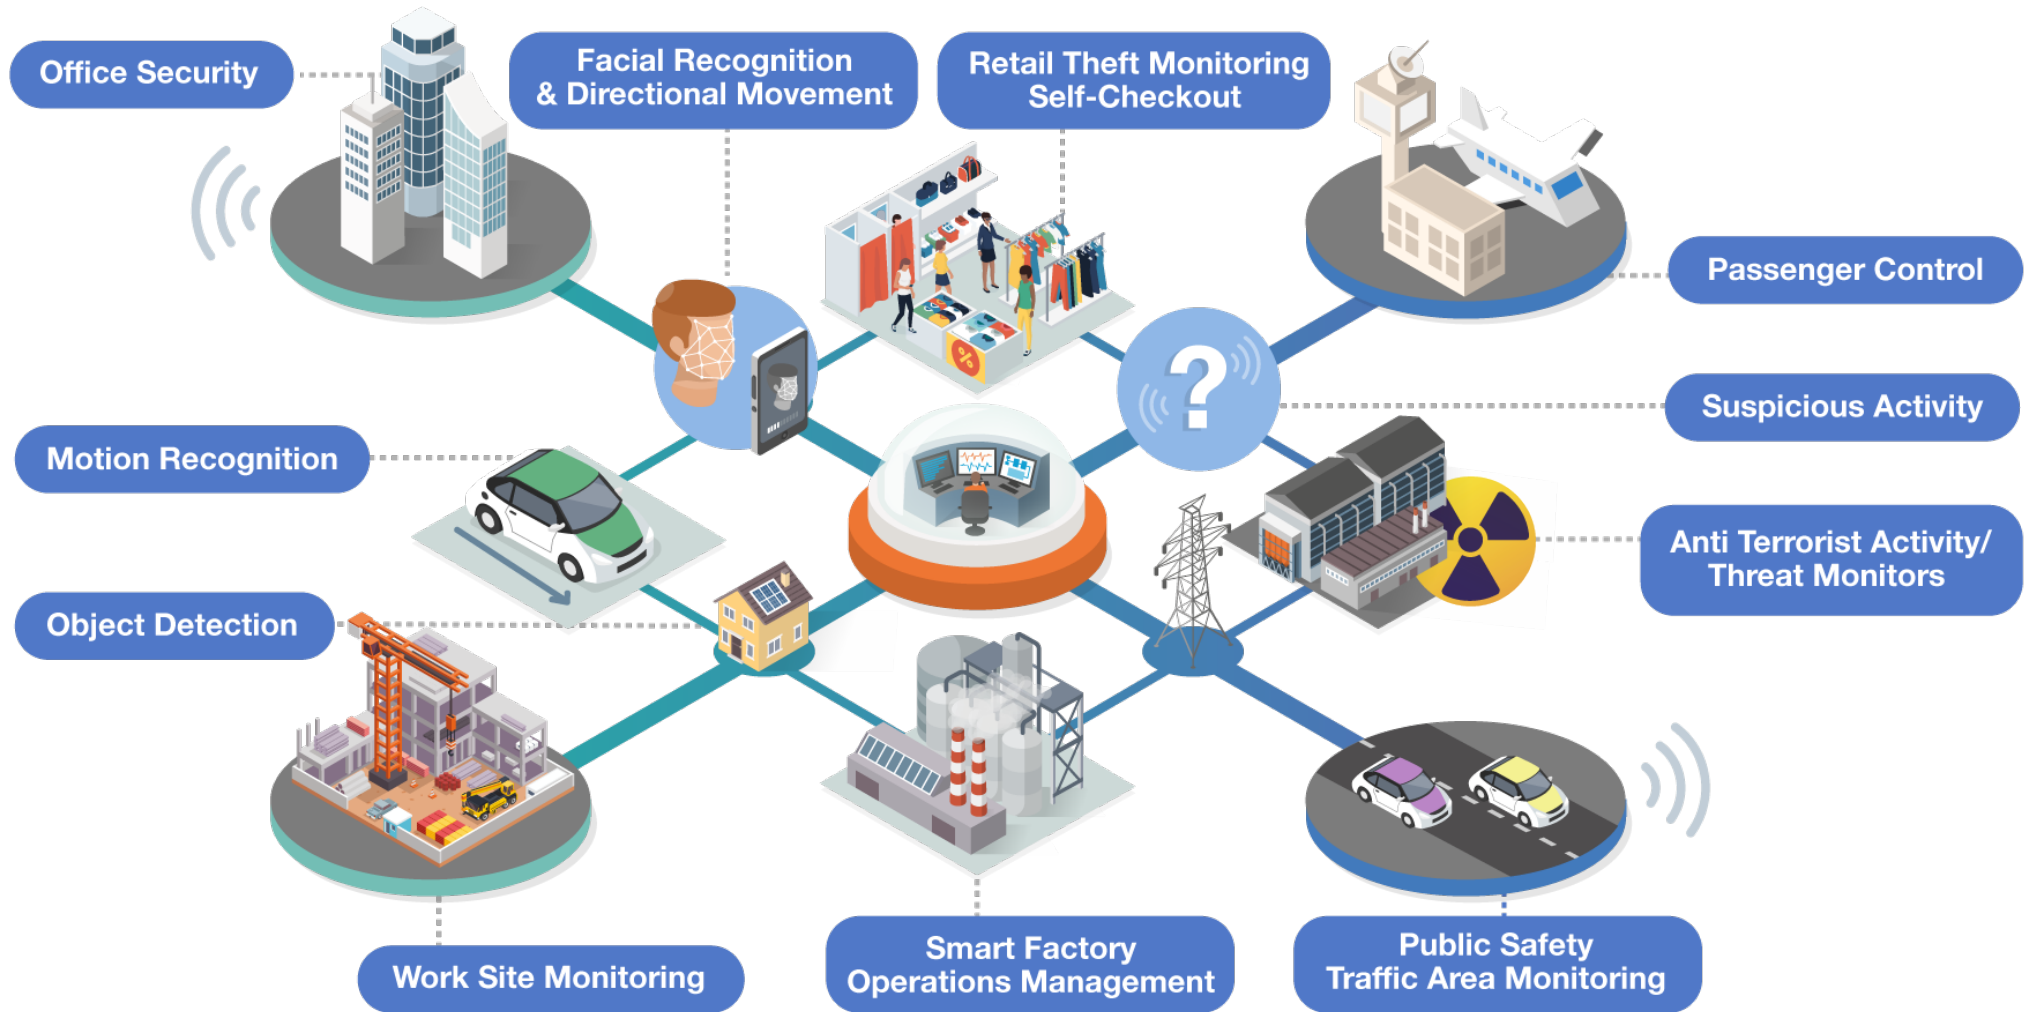 Office Security
Facial Recognition
& Directional Movement
Retail Theft Monitoring
Self-Checkout
Passenger Control
Suspicious Activity
Motion Recognition
Anti Terrorist Activity/
Threat Monitors
Object Detection
%
?
Work Site Monitoring
Smart Factory
Operations Management
Public Safety
Traffic Area Monitoring